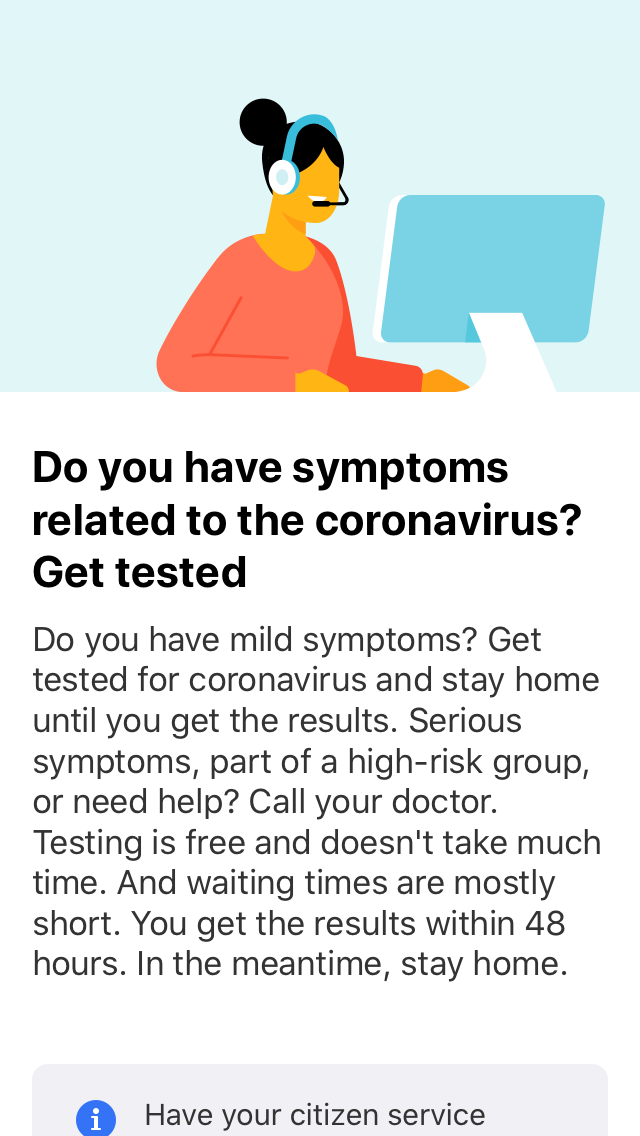 Do you have symptoms
related to the coronavirus?
Get tested
Do you have mild symptoms? Get
tested for coronavirus and stay home
until you get the results. Serious
symptoms, part of a high-risk group,
or need help? Call your doctor.
Testing is free and doesn't take much
time. And waiting times are mostly
short. You get the results within 48
hours. In the meantime, stay home.
Have your citizen service